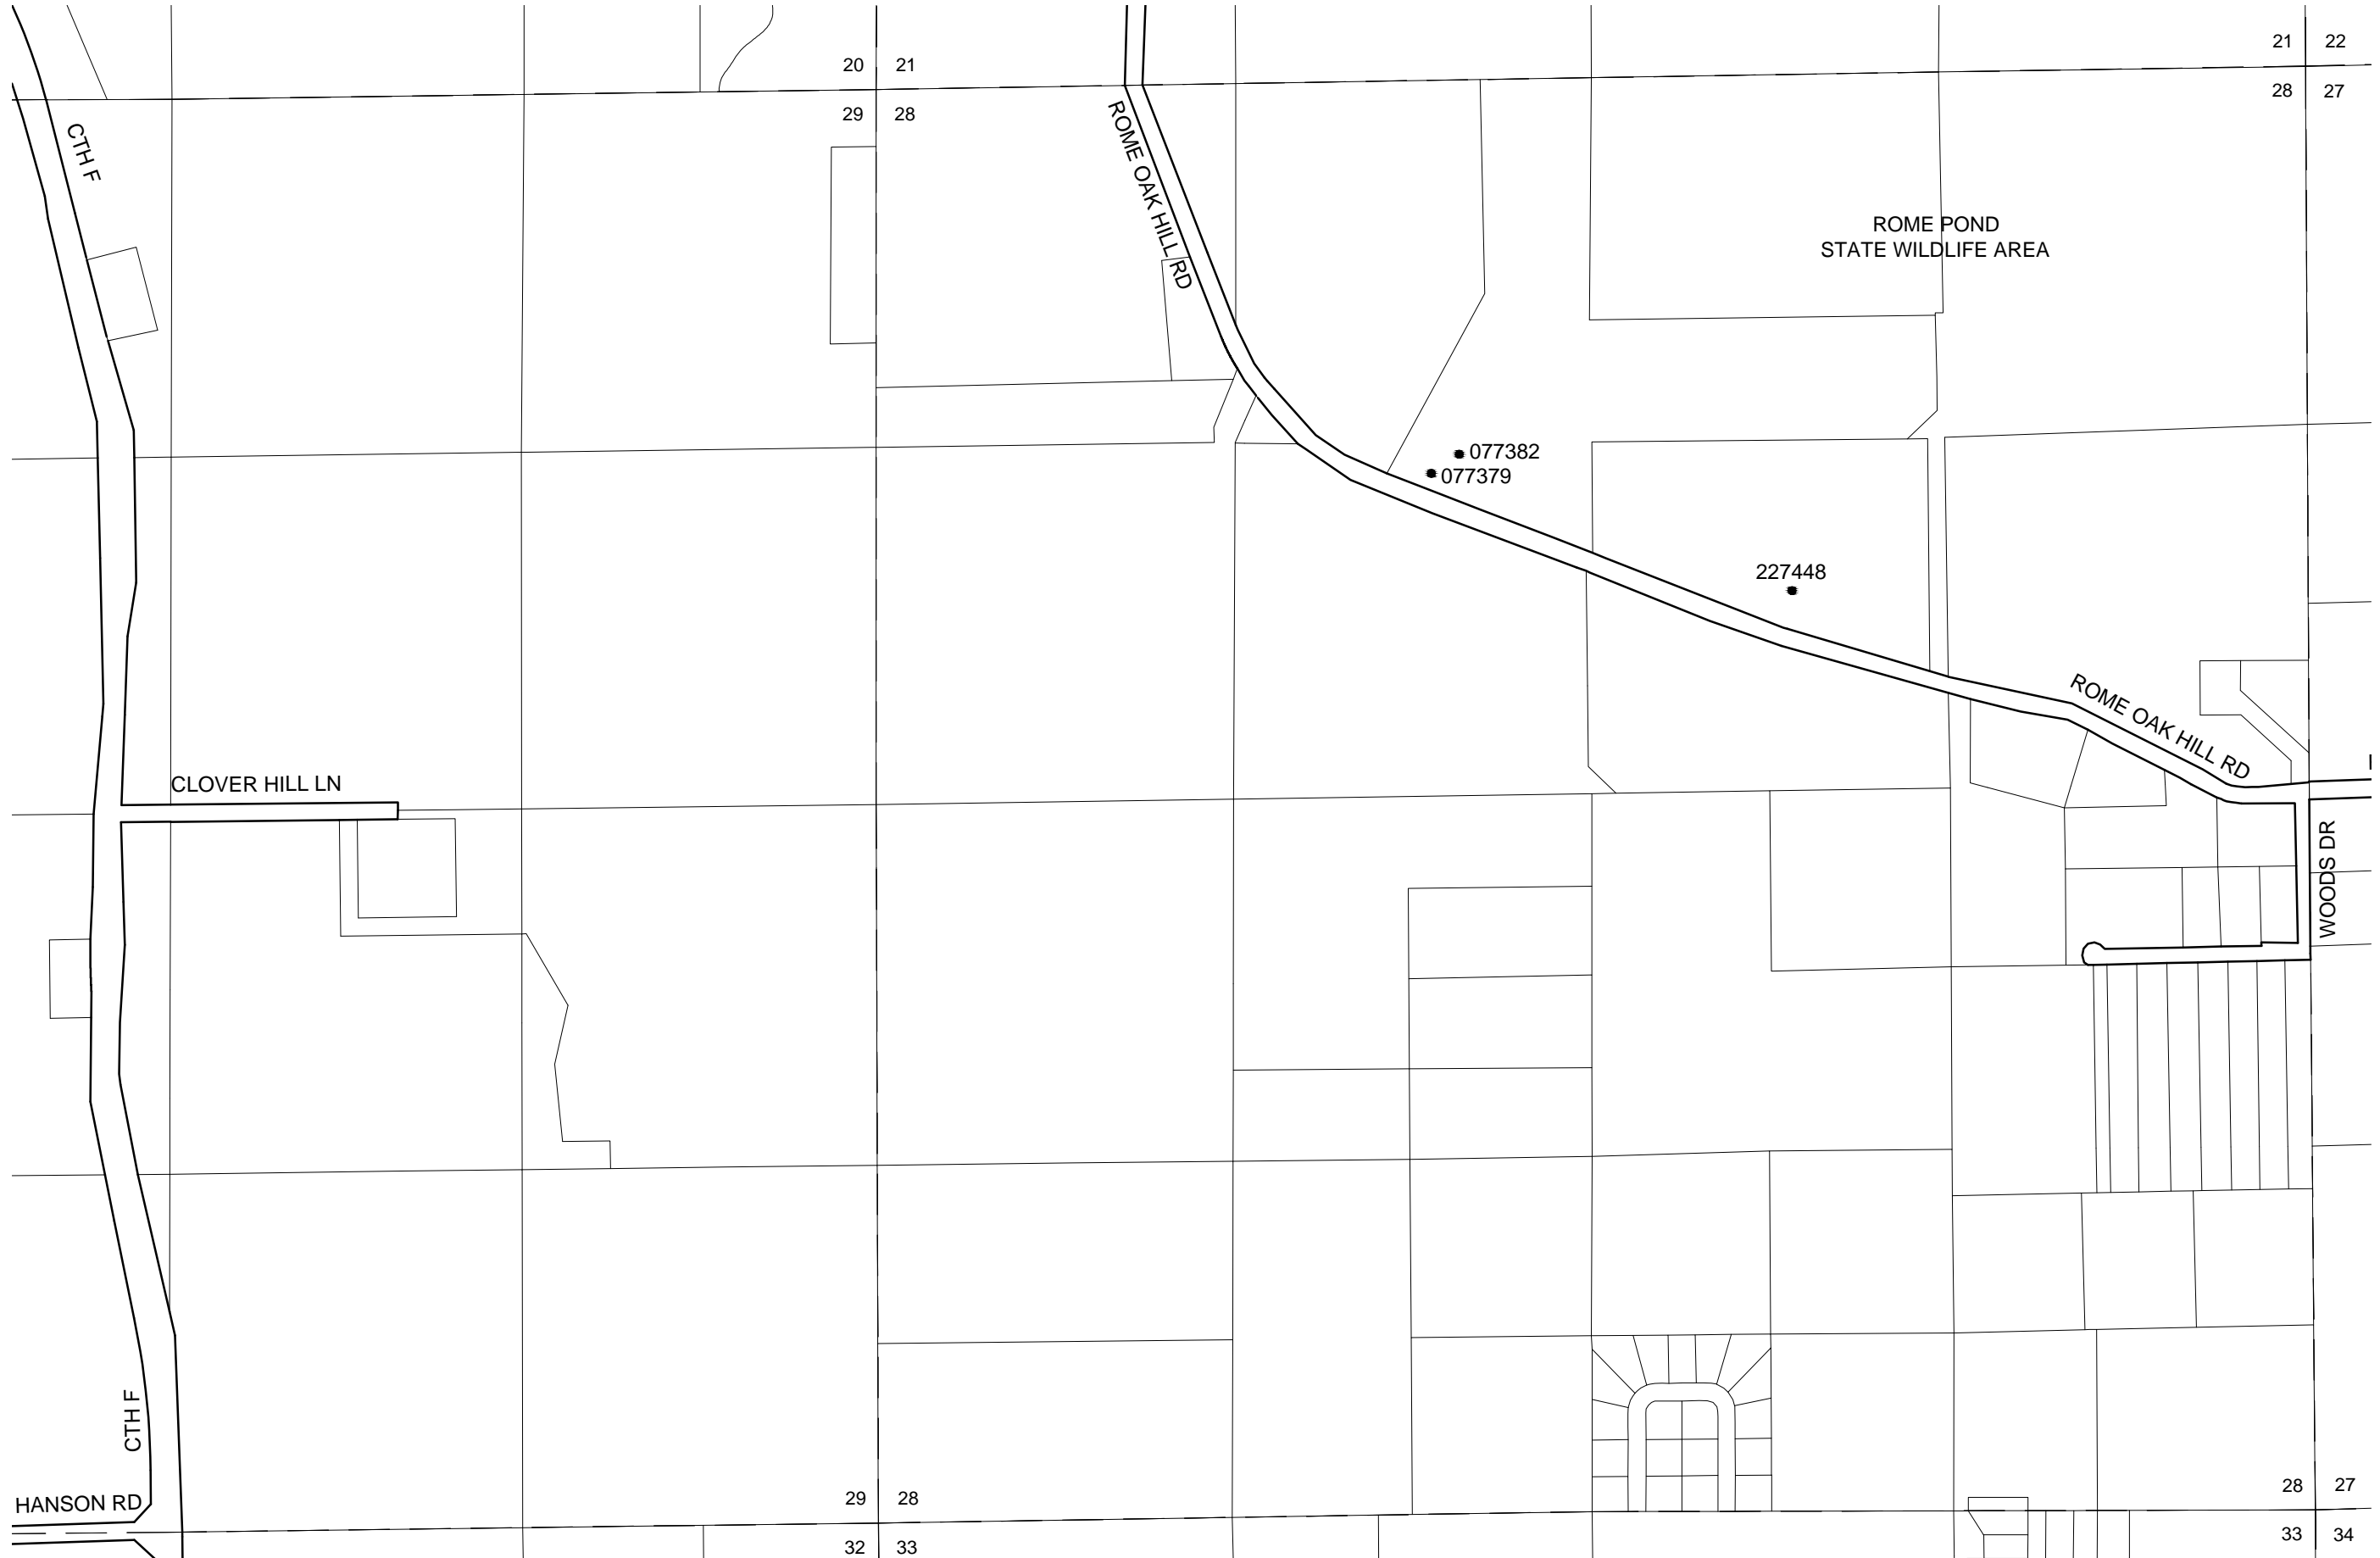 21 22
20 21
28 27
29 28
CTH F
ROME OAK HILL RD
ROME POND
STATE WILDLIFE AREA
077382
077379
227448
ROME OAK HILL RD
CLOVER HILL LN
WOODS DR
CTH F
28 27
29 28
HANSON RD
33 34
32 33